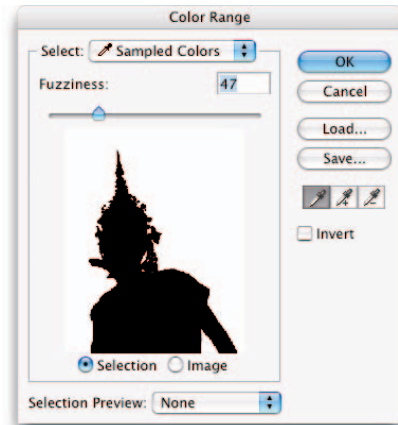 Color Range
Select: Sampled Colors
Fuzziness: 47
OK
Cancel
Load...
Save...
Invert
Selection Image
Selection Preview: None